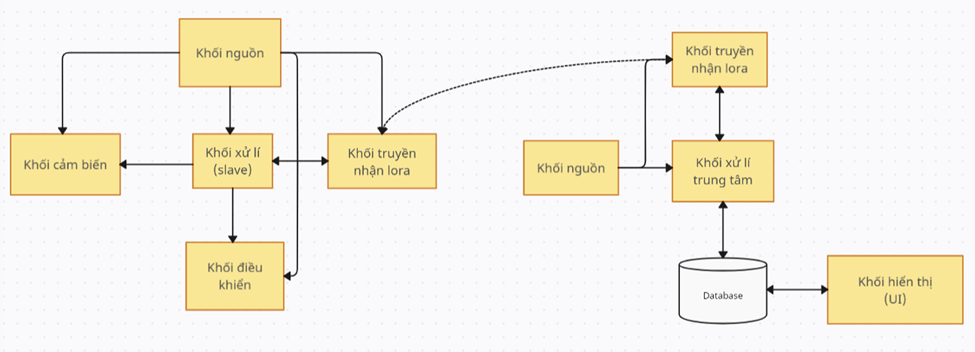 Khối nguồn
Khối cảm biến
Khối xử lí
(slave)
Khối truyền
nhận lora
Khối điều
khiển
Khối truyền
nhận lora
Khối nguồn
Khối xử lí
trung tâm
Database
Khối hiển thị
(UI)